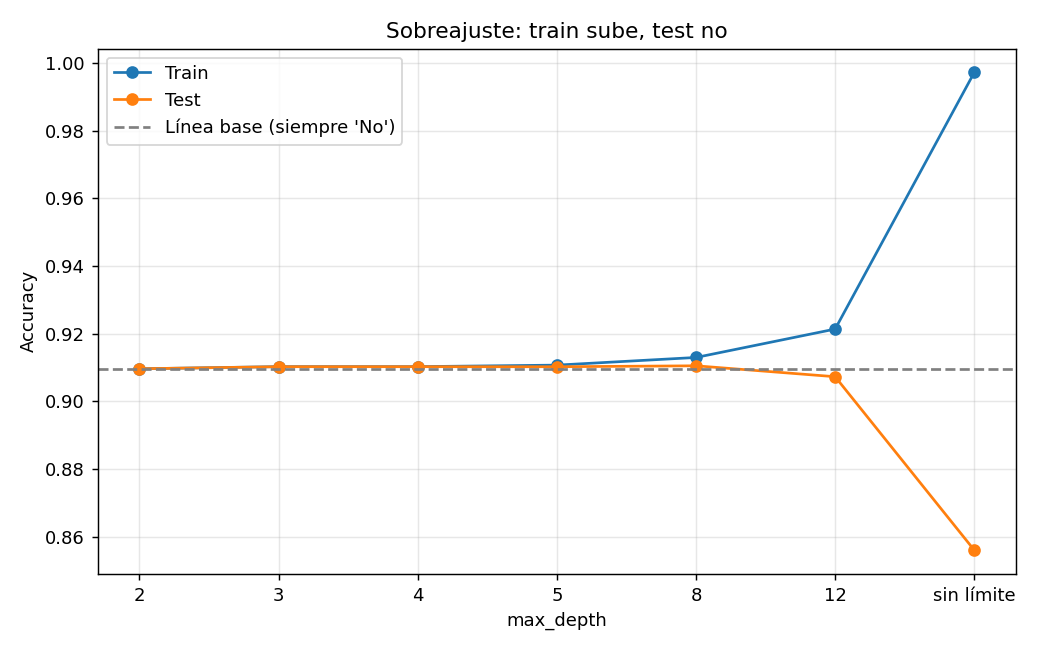 Sobreajuste: train sube, test no
Train
Test
Línea base (siempre 'No')
1.00
0.98
0.96
0.94
0.92
0.90
0.88
0.86
Accuracy
2 3 4 5 8 12 sin límite
max_depth